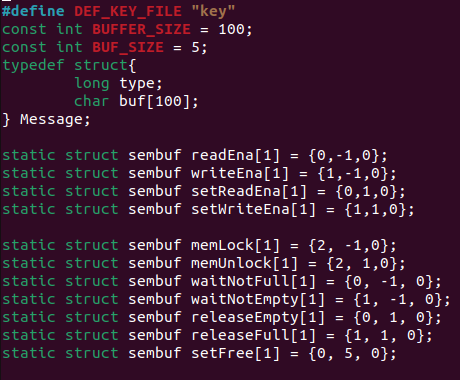 #define DEF_KEY_FILE "key"
const int BUFFER_SIZE = 100;
const int BUF_SIZE = 5;
typedef struct{
        long type;
        char buf[100];
} Message;

static struct sembuf readEna[1] = {0,-1,0};
static struct sembuf writeEna[1] = {1,-1,0};
static struct sembuf setReadEna[1] = {0,1,0};
static struct sembuf setWriteEna[1] = {1,1,0};

static struct sembuf memLock[1] = {2, -1,0};
static struct sembuf memUnlock[1] = {2, 1,0};
static struct sembuf waitNotFull[1] = {0, -1, 0};
static struct sembuf waitNotEmpty[1] = {1, -1, 0};
static struct sembuf releaseEmpty[1] = {0, 1, 0};
static struct sembuf releaseFull[1] = {1, 1, 0};
static struct sembuf setFree[1] = {0, 5, 0};